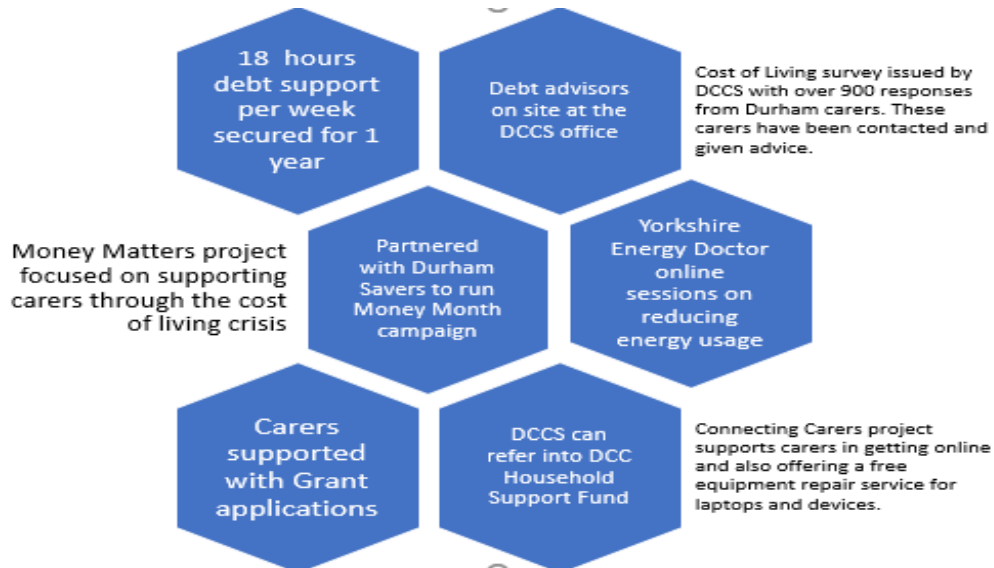 18 hours
debt support
per week
secured for 1
year
Debt advisors
on site at the
DCCS office
Cost of Living survey issued by
DCCS with over 900 responses
from Durham carers. These
carers have been contacted and
given advice.
Money Matters project
focused on supporting
carers through the cost
of living crisis
Partnered
with Durham
Savers to run
Money Month
campaign
Yorkshire
Energy Doctor
online
sessions on
reducing
energy usage
Carers
supported
with Grant
applications
DCCS can
refer into DCC
Household
Support Fund
Connecting Carers project
supports carers in getting online
and also offering a free
equipment repair service for
laptops and devices.